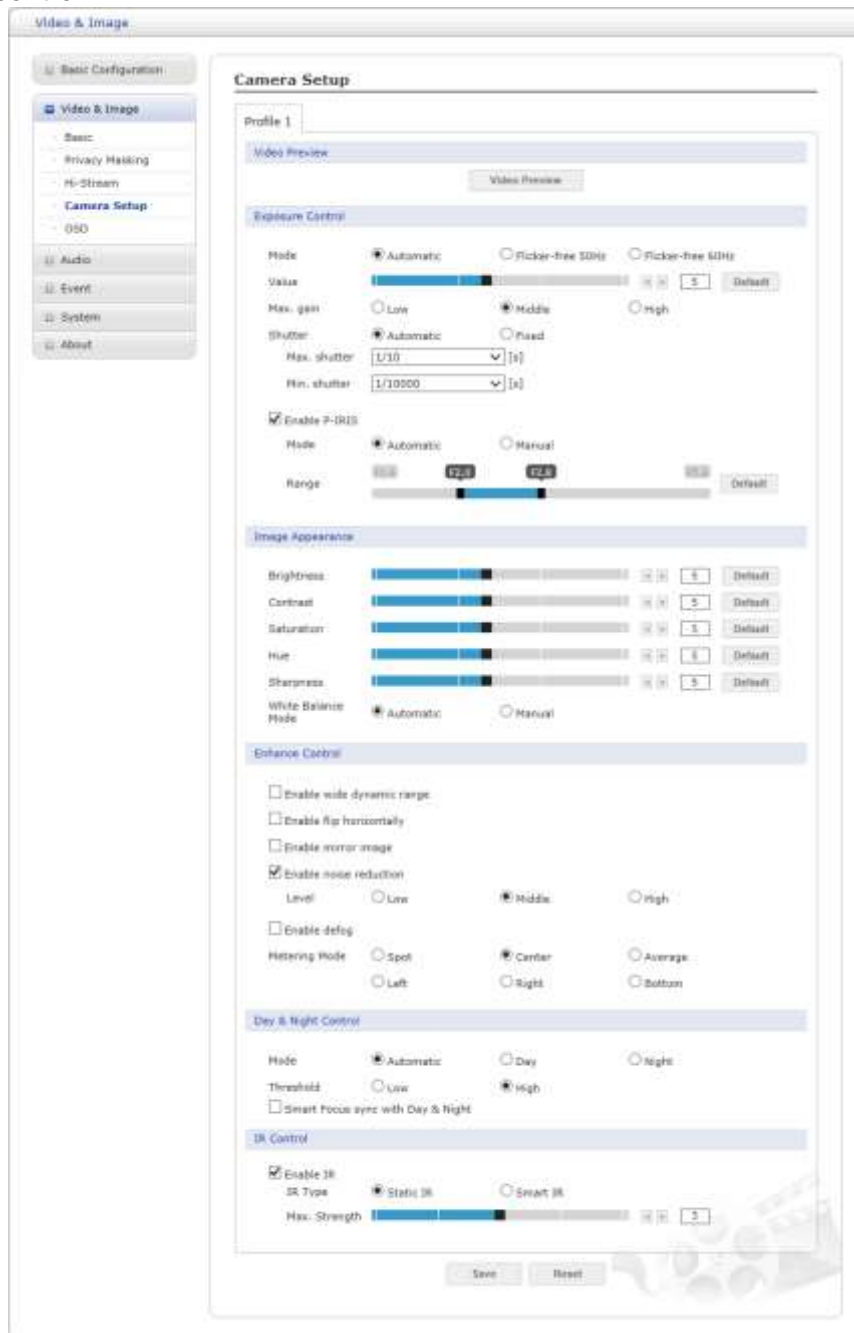 Video & Image
Basic Configuration
Video & Image
Basic
Privacy Masking
Hi-Stream
Camera Setup
OSD
Audio
Event
System
About
Camera Setup
Profile 1
Video Preview
Video Preview
Exposure Control
Mode Automatic Flicker-free 50Hz Flicker-free 60Hz
Value 5 Default
Max. gain Low Middle High
Shutter Automatic Fixed
Max. shutter 1/10 [s]
Min. shutter 1/10000 [s]
Enable P-IRIS
Mode Automatic Manual
Range Default
Image Appearance
Brightness 5 Default
Contrast 5 Default
Saturation 5 Default
Hue 5 Default
Sharpness 5 Default
White Balance
Mode Automatic Manual
Enhance Control
Enable wide dynamic range
Enable flip horizontally
Enable mirror image
Enable noise reduction
Level Low Middle High
Enable defog
Metering Mode Spot Center Average
Left Right Bottom
Day & Night Control
Mode Automatic Day Night
Threshold Low High
Smart Focus sync with Day & Night
IR Control
Enable IR
IR Type Static IR Smart IR
Max. Strength
Save Reset